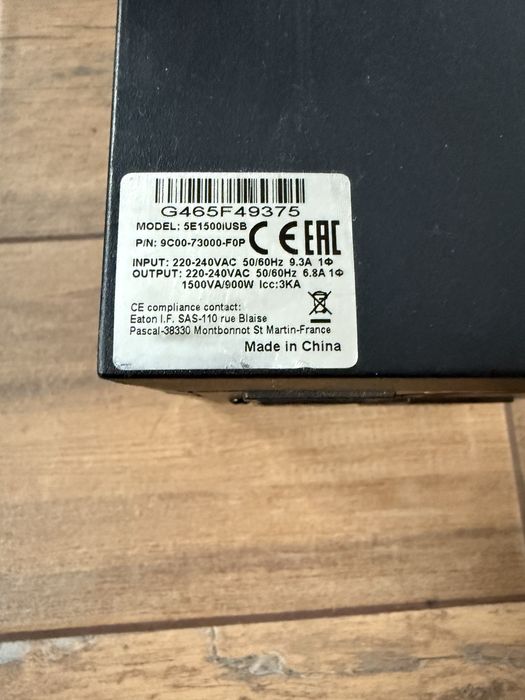 G465F49375
MODEL: 5E1500iUSB
P/N: 9C00-73000-F0P
CE EAC
INPUT: 220-240VAC 50/60Hz 9.3A 1Φ
OUTPUT: 220-240VAC 50/60Hz 6.8A 1Φ
1500VA/900W Icc:3KA
CE compliance contact:
Eaton I.F. SAS-110 rue Blaise
Pascal-38330 Montbonnot St Martin-France
Made in China